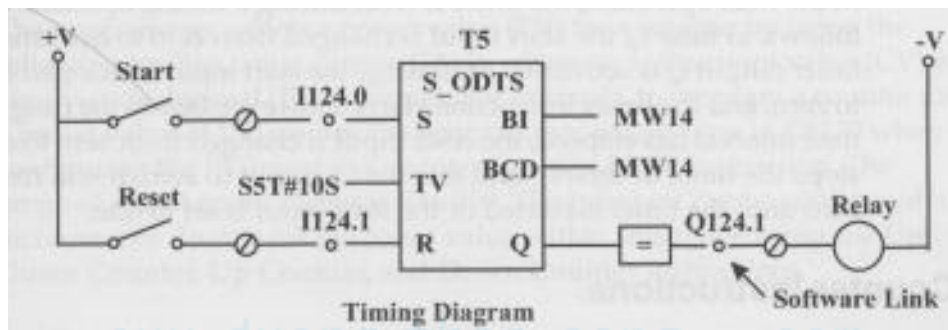 +V
T5
-V
Start
S_ODTS
I124.0
S
BI
MW14
BCD
MW14
S5T#10S
TV
Reset
I124.1
R
Q
=
Q124.1
Relay
Software Link
Timing Diagram